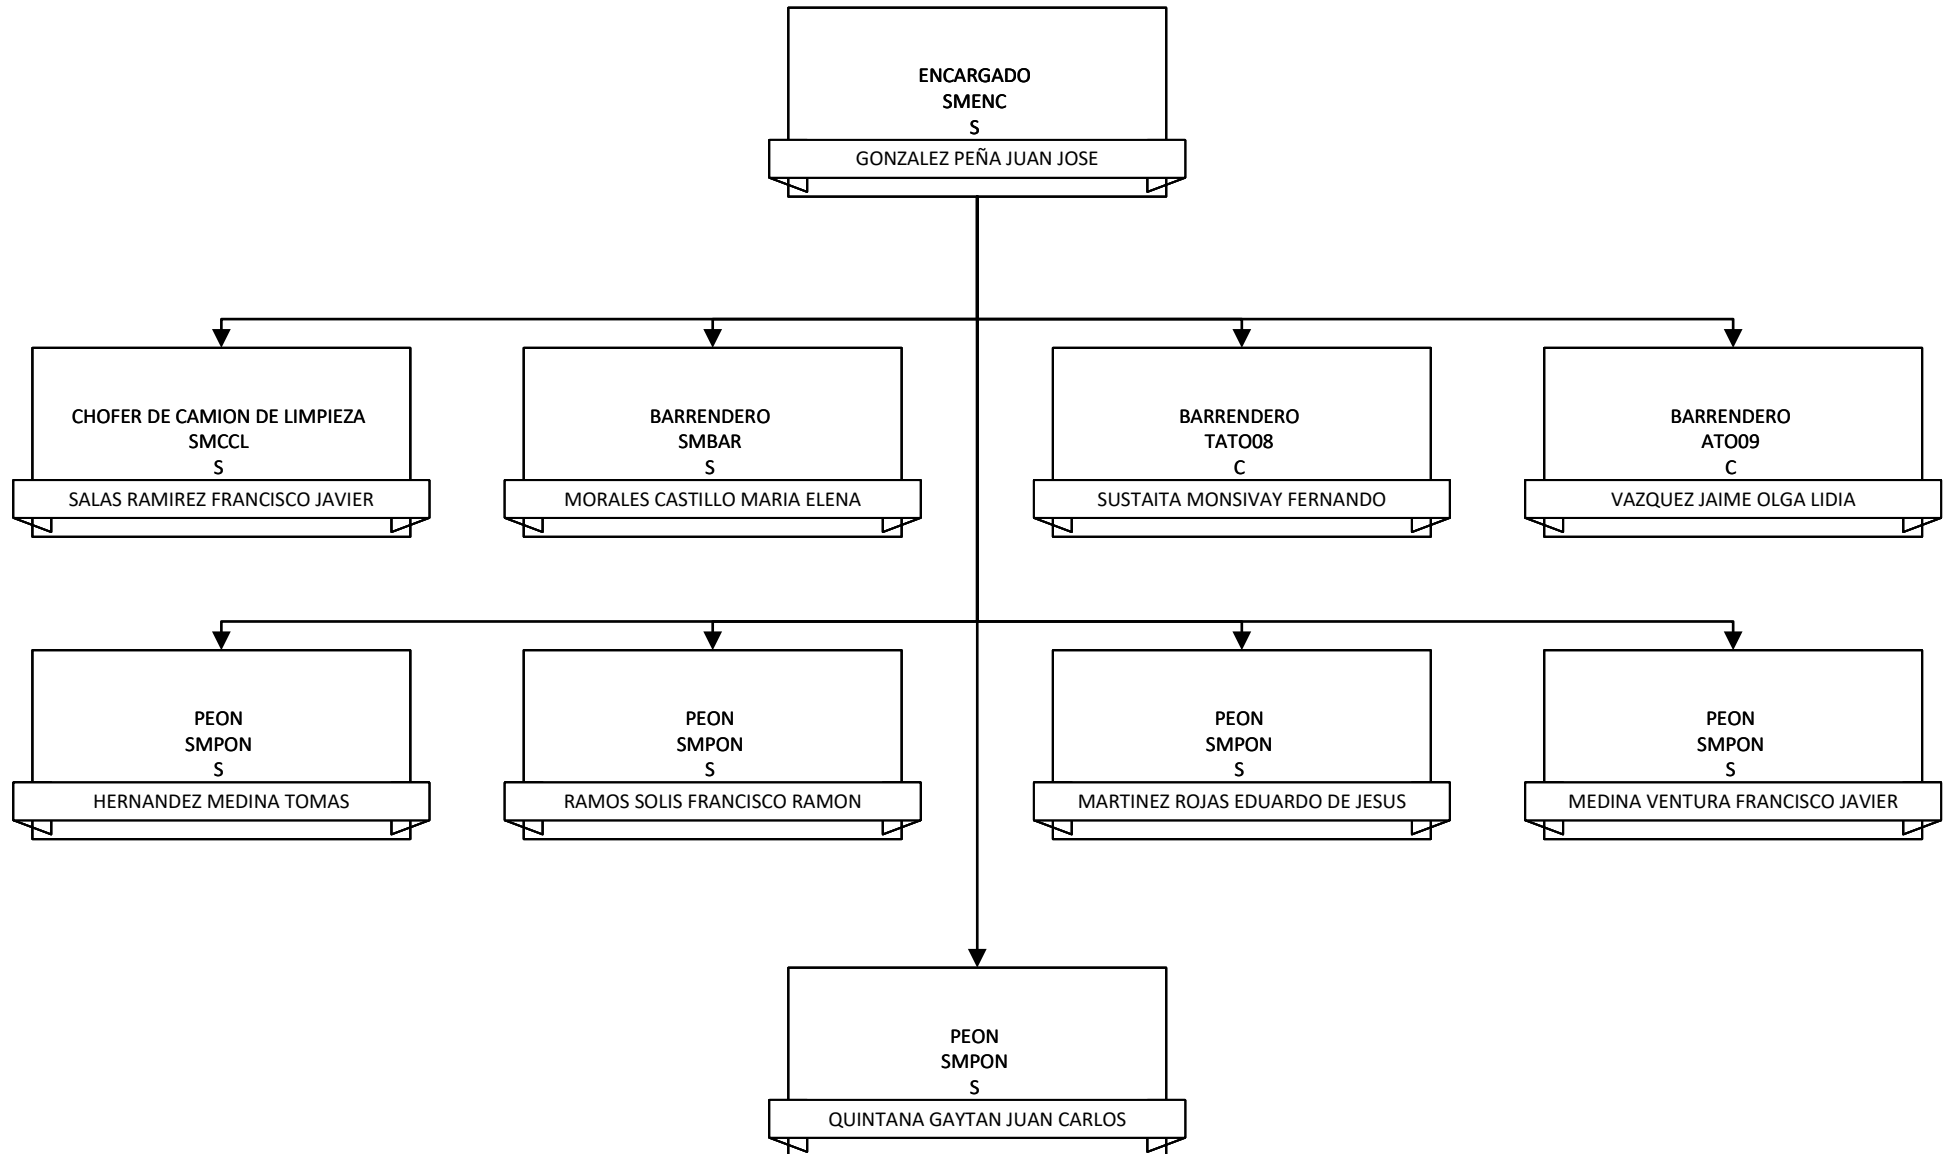 ENCARGADO
SMENC
S
GONZALEZ PEÑA JUAN JOSE
CHOFER DE CAMION DE LIMPIEZA
SMCCL
S
SALAS RAMIREZ FRANCISCO JAVIER
BARRENDERO
SMBAR
S
MORALES CASTILLO MARIA ELENA
BARRENDERO
TATO08
C
SUSTAITA MONSIVAY FERNANDO
BARRENDERO
ATO09
C
VAZQUEZ JAIME OLGA LIDIA
PEON
SMPON
S
HERNANDEZ MEDINA TOMAS
PEON
SMPON
S
RAMOS SOLIS FRANCISCO RAMON
PEON
SMPON
S
MARTINEZ ROJAS EDUARDO DE JESUS
PEON
SMPON
S
MEDINA VENTURA FRANCISCO JAVIER
PEON
SMPON
S
QUINTANA GAYTAN JUAN CARLOS